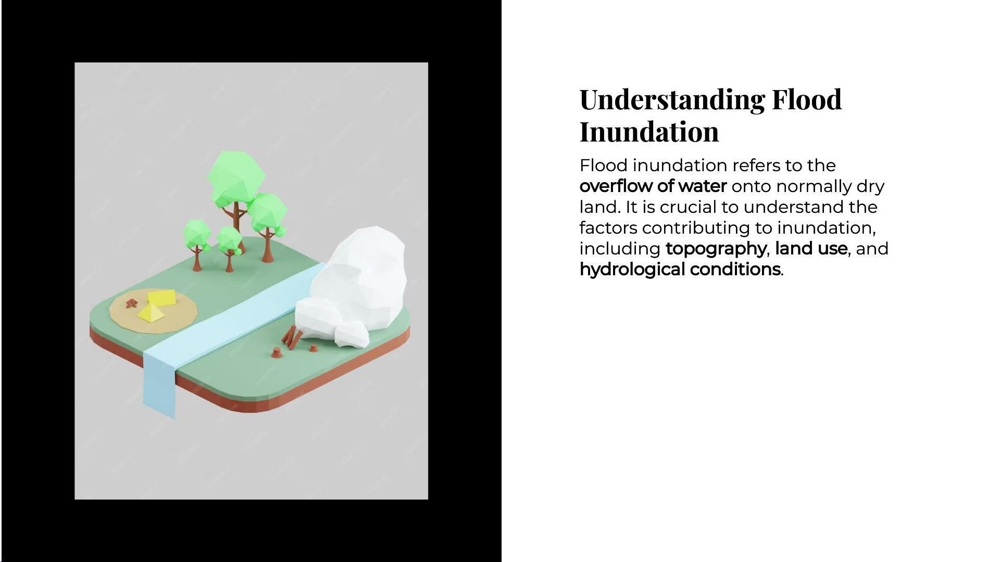 Understanding Flood
Inundation
Flood inundation refers to the
overflow of water onto normally dry
land. It is crucial to understand the
factors contributing to inundation,
including topography, land use, and
hydrological conditions.